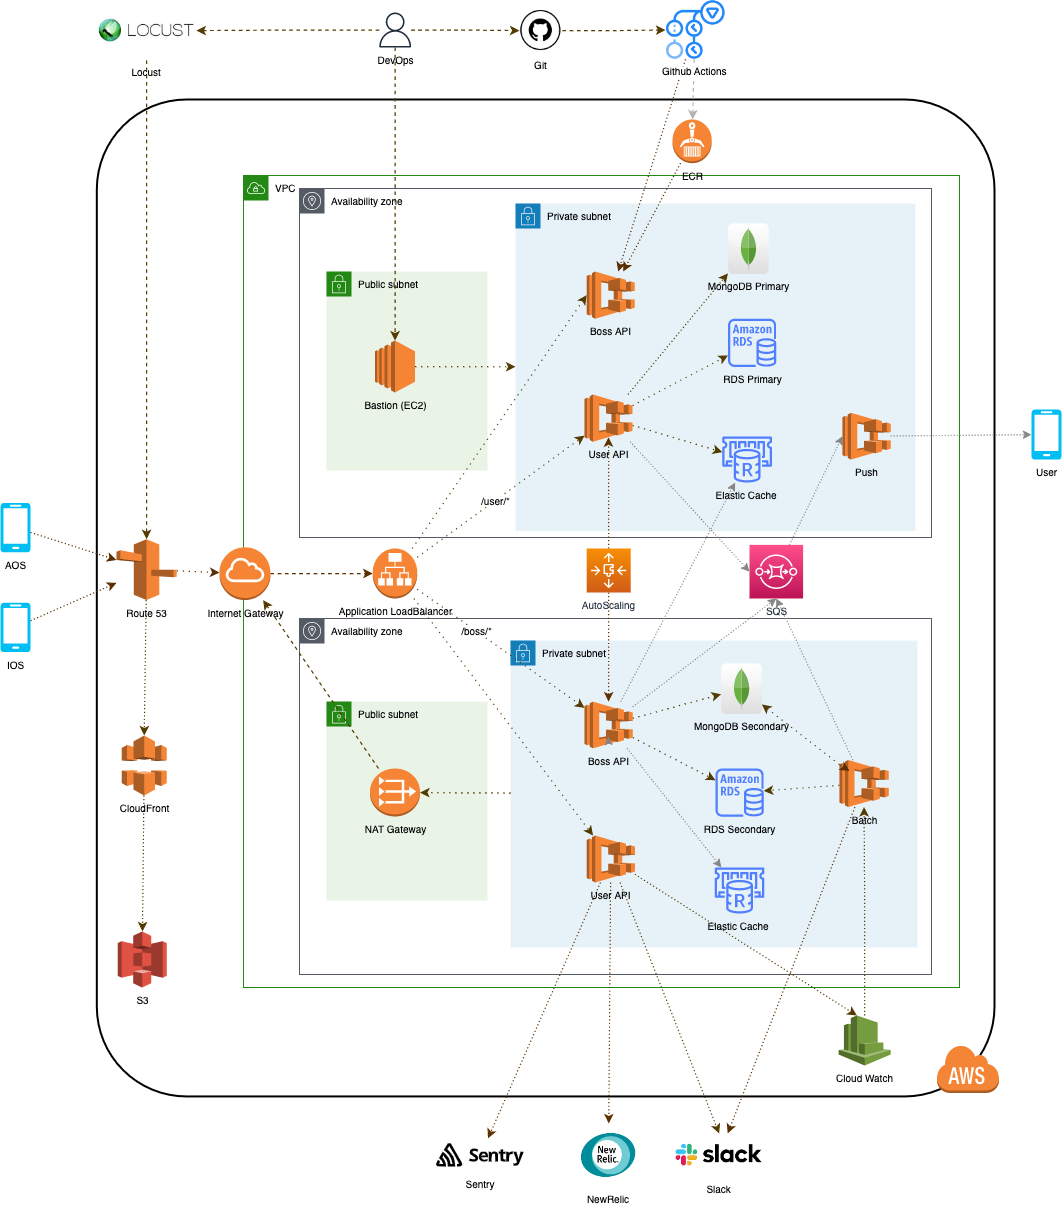 LOCUST
Locust
DevOps
Git
Github Actions
ECR
VPC
Availability zone
Private subnet
MongoDB Primary
Public subnet
Boss API
Amazon
RDS
RDS Primary
Bastion (EC2)
User API
Push
User
R
Elastic Cache
/user/*
AOS
Route 53
Internet Gateway
Application LoadBalancer
AutoScaling
SQS
IOS
Availability zone
/boss/*
Private subnet
Public subnet
MongoDB Secondary
Boss API
Amazon
RDS
RDS Secondary
Batch
CloudFront
NAT Gateway
User API
R
Elastic Cache
S3
Cloud Watch
AWS
Sentry
Sentry
New
Relic.
NewRelic
slack
Slack